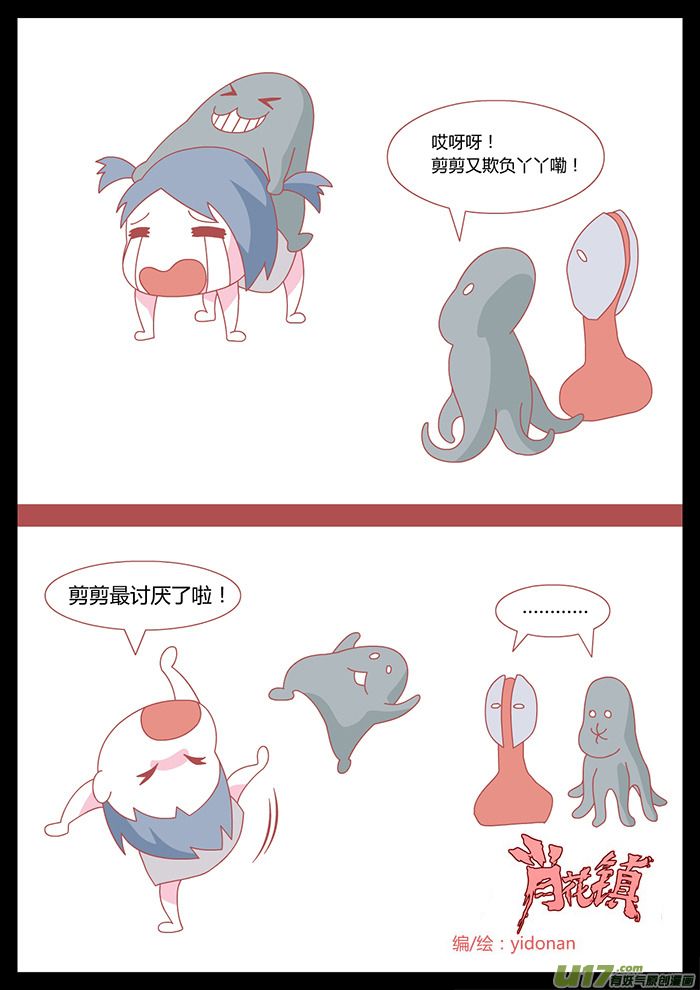 哎呀呀！
剪剪又欺负丫丫嘞！
剪剪最讨厌了啦！
............
肖花镇
编/绘：yidonan
U17.com
有妖气原创漫画